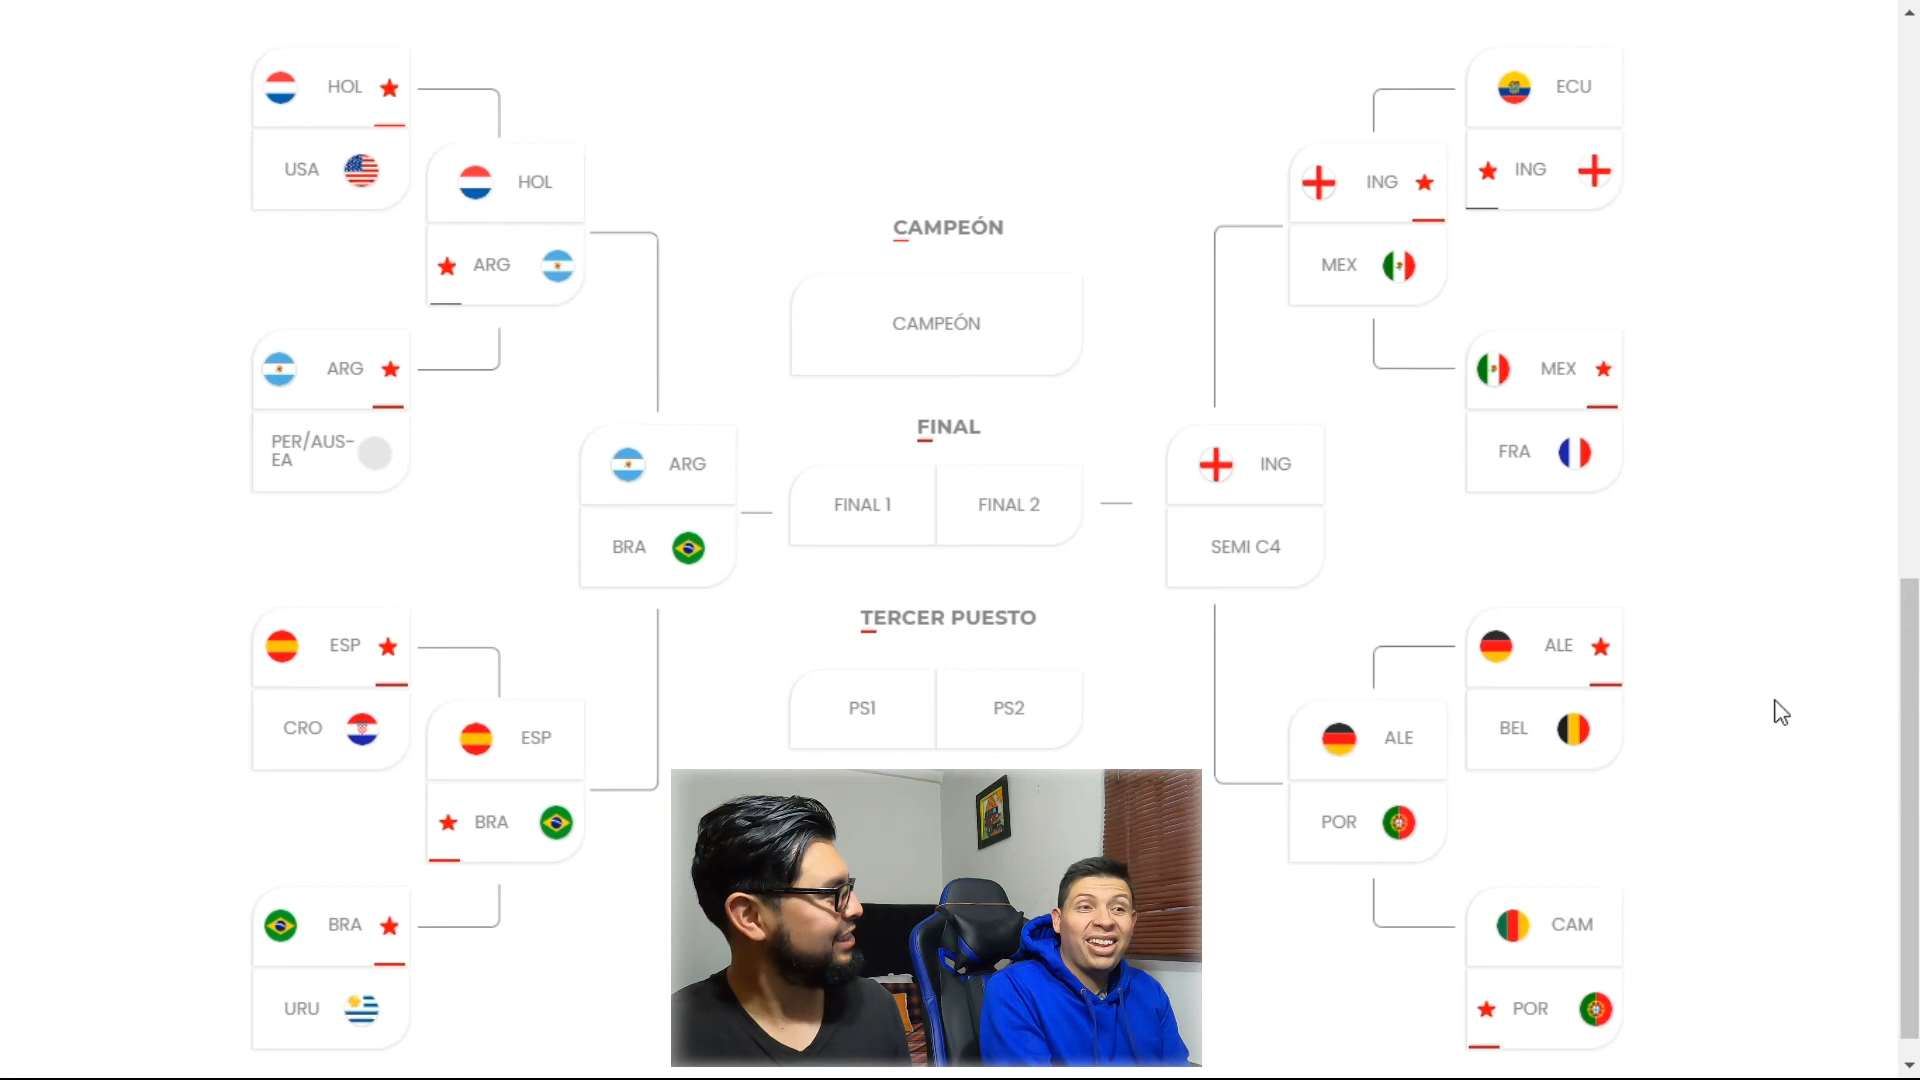 HOL
USA
HOL
ARG
ARG
PER/AUS-
EA
ARG
BRA
ESP
CRO
ESP
BRA
BRA
URU
CAMPEÓN
CAMPEÓN
FINAL
FINAL 1
FINAL 2
TERCER PUESTO
PS1
PS2
ECU
ING
ING
MEX
MEX
FRA
ING
SEMI C4
ALE
BEL
ALE
POR
CAM
POR